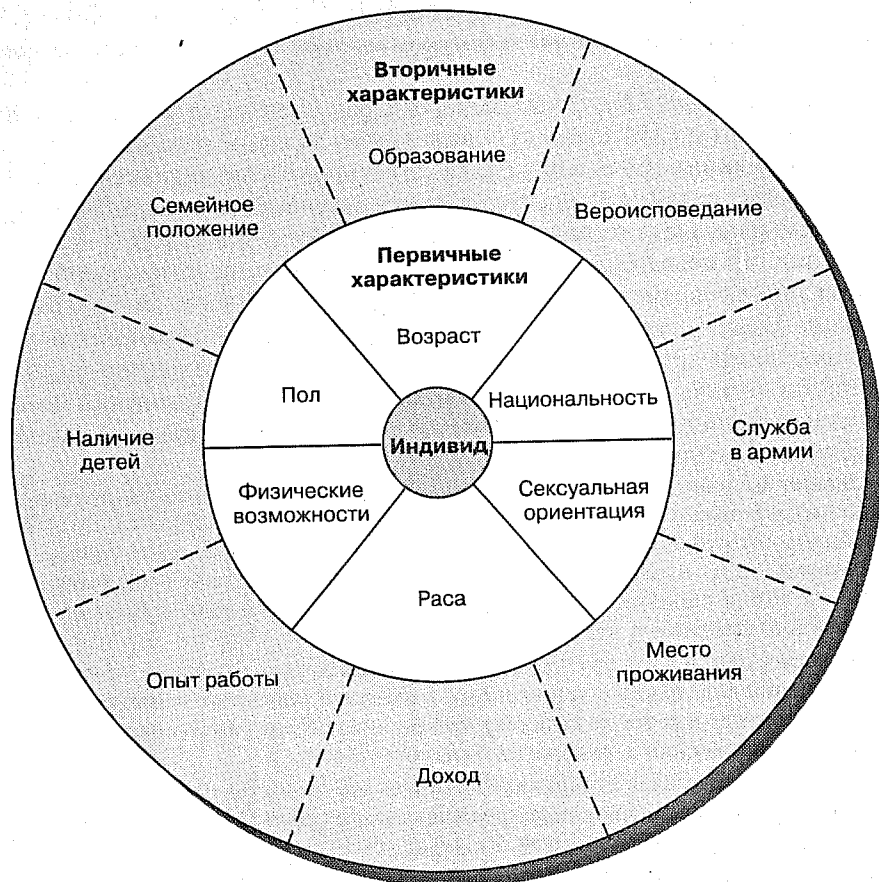 Вторичные
характеристики
Образование
Семейное
положение
Вероисповедание
Первичные
характеристики
Возраст
Пол
Национальность
Наличие
детей
Индивид
Служба
в армии
Физические
возможности
Сексуальная
ориентация
Раса
Опыт работы
Место
проживания
Доход